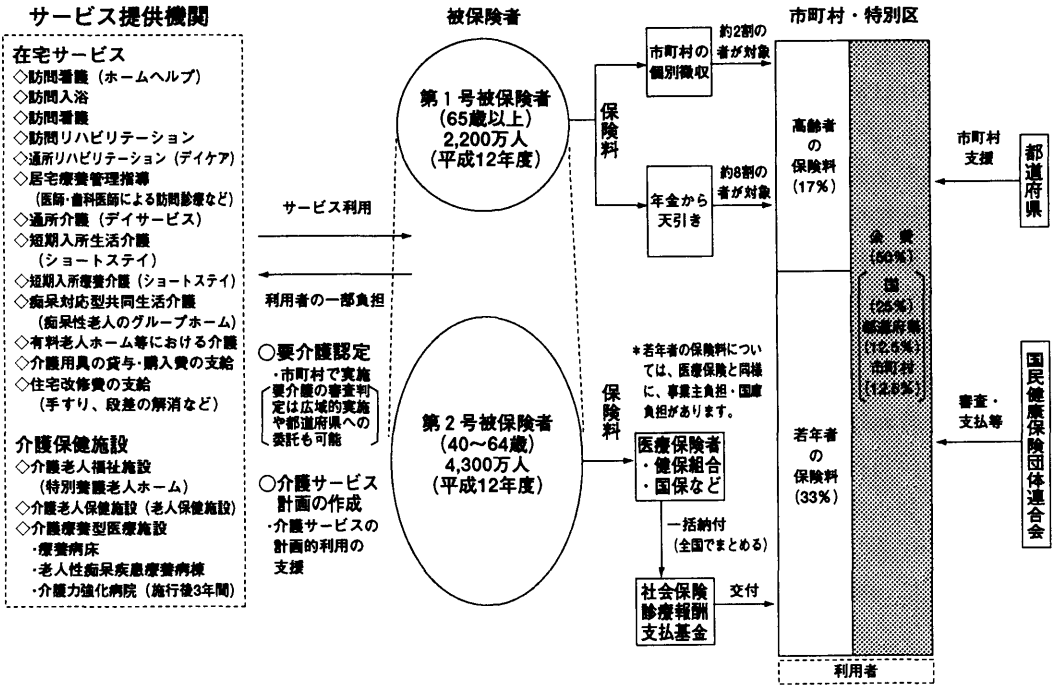 サービス提供機関
在宅サービス
◇訪問看護(ホームヘルプ)
◇訪問入浴
◇訪問看護
◇訪問リハビリテーション
◇通所リハビリテーション(デイケア)
◇居宅療養管理指導
(医師・歯科医師による訪問診療など)
◇通所介護(デイサービス)
◇短期入所生活介護
(ショートステイ)
◇短期入所療養介護(ショートステイ)
◇痴呆対応型共同生活介護
(痴呆性老人のグループホーム)
◇有料老人ホーム等における介護
◇介護用具の貸与・購入費の支給
◇住宅改修費の支給
(手すり、段差の解消など)
介護保健施設
◇介護老人福祉施設
(特別養護老人ホーム)
◇介護老人保健施設(老人保健施設)
◇介護療養型医療施設
・療養病床
・老人性痴呆疾患療養病棟
・介護力強化病院(施行後3年間)
サービス利用
利用者の一部負担
○要介護認定
・市町村で実施
要介護の審査判
定は広域的実施
や都道府県への
委託も可能
○介護サービス
計画の作成
・介護サービスの
計画的利用の
支援
被保険者
第1号被保険者
(65歳以上)
2,200万人
(平成12年度)
第2号被保険者
(40〜64歳)
4,300万人
(平成12年度)
保険料
市町村の
個別徴収
約2割の
者が対象
年金から
天引き
約8割の
者が対象
*若年者の保険料につい
ては、医療保険と同様
に、事業主負担・国庫
負担があります。
保険料
医療保険者
・健保組合
・国保など
一括納付
(全国でまとめる)
社会保険
診療報酬
支払基金
交付
市町村・特別区
高齢者
の
保険料
(17%)
若年者
の
保険料
(33%)
公費
(50%)
国
(25%)
都道府県
(12.5%)
市町村
(12.5%)
利用者
市町村
支援
都道府県
審査・
支払等
国民健康保険団体連合会